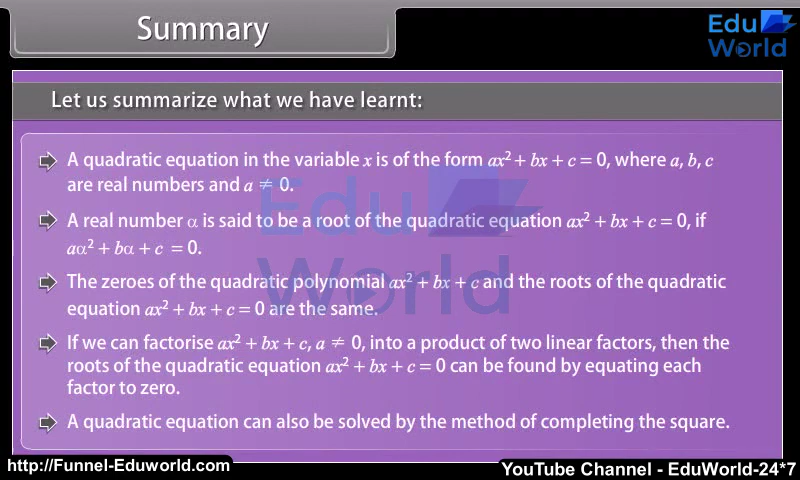 Summary
Edu
World
Let us summarize what we have learnt:
A quadratic equation in the variable x is of the form ax² + bx + c = 0, where a, b, c
are real numbers and a ≠ 0.
A real number α is said to be a root of the quadratic equation ax² + bx + c = 0, if
aα² + bα + c = 0.
The zeroes of the quadratic polynomial ax² + bx + c and the roots of the quadratic
equation ax² + bx + c = 0 are the same.
If we can factorise ax² + bx + c, a ≠ 0, into a product of two linear factors, then the
roots of the quadratic equation ax² + bx + c = 0 can be found by equating each
factor to zero.
A quadratic equation can also be solved by the method of completing the square.
Edu
World
http://Funnel-Eduworld.com
YouTube Channel - EduWorld-24*7